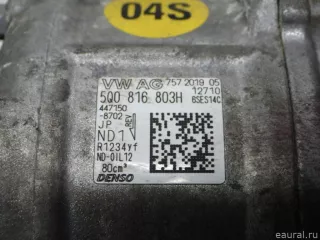 04S
VW AG 757 2019 05
12710
5Q0 816 803H 6SES14C
447150
-8702
JP REV
ND1
R1234yf
ND-OIL12
80cm³
DENSO
© eaural.ru